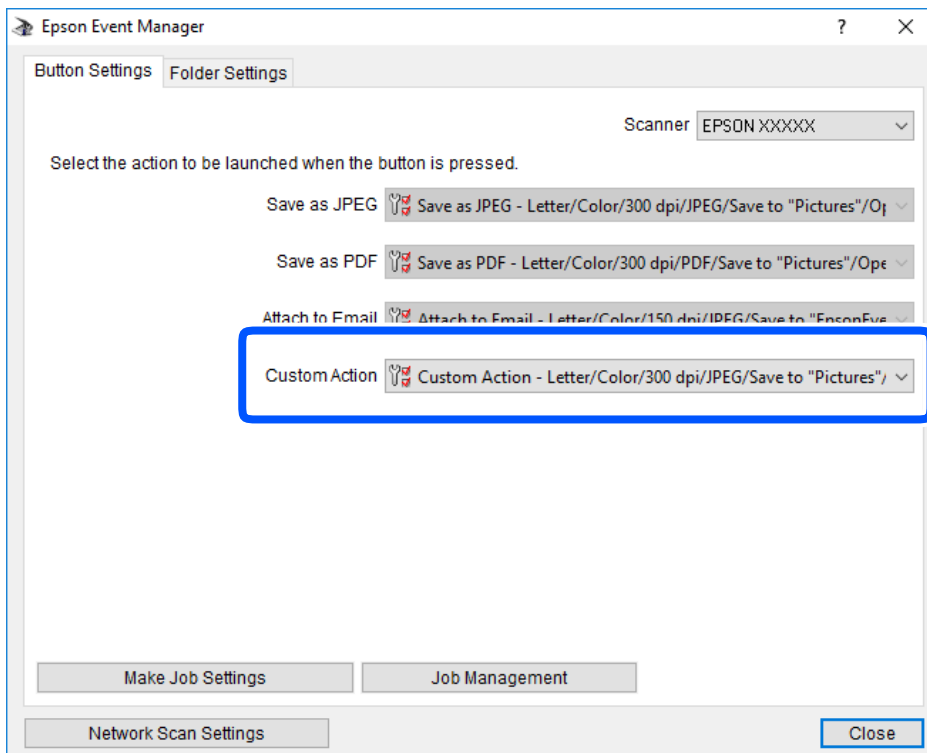 Epson Event Manager
Button Settings Folder Settings
Scanner EPSON XXXXX
Select the action to be launched when the button is pressed.
Save as JPEG Save as JPEG - Letter/Color/300 dpi/JPEG/Save to "Pictures"/Op
Save as PDF Save as PDF - Letter/Color/300 dpi/PDF/Save to "Pictures"/Ope
Attach to Email Attach to Email - Letter/Color/150 dpi/JPEG/Save to "EpsonEve
Custom Action Custom Action - Letter/Color/300 dpi/JPEG/Save to "Pictures"/
Make Job Settings Job Management
Network Scan Settings Close